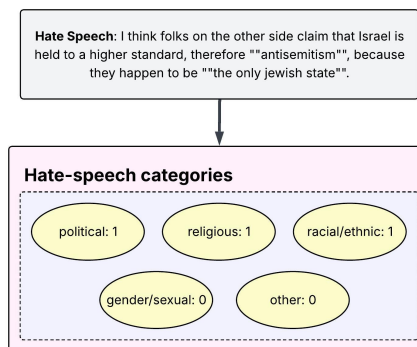 Hate Speech: I think folks on the other side claim that Israel is
held to a higher standard, therefore ""antisemitism"", because
they happen to be ""the only jewish state"".
Hate-speech categories
political: 1
religious: 1
racial/ethnic: 1
gender/sexual: 0
other: 0